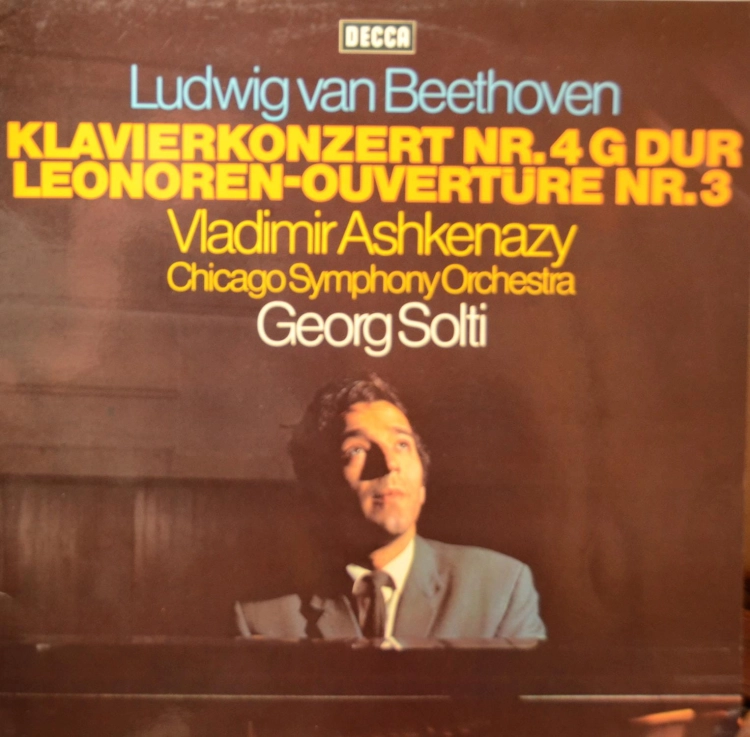 DECCA
Ludwig van Beethoven
KLAVIERKONZERT NR. 4 G DUR
LEONOREN-OUVERTÜRE NR. 3
Vladimir Ashkenazy
Chicago Symphony Orchestra
Georg Solti